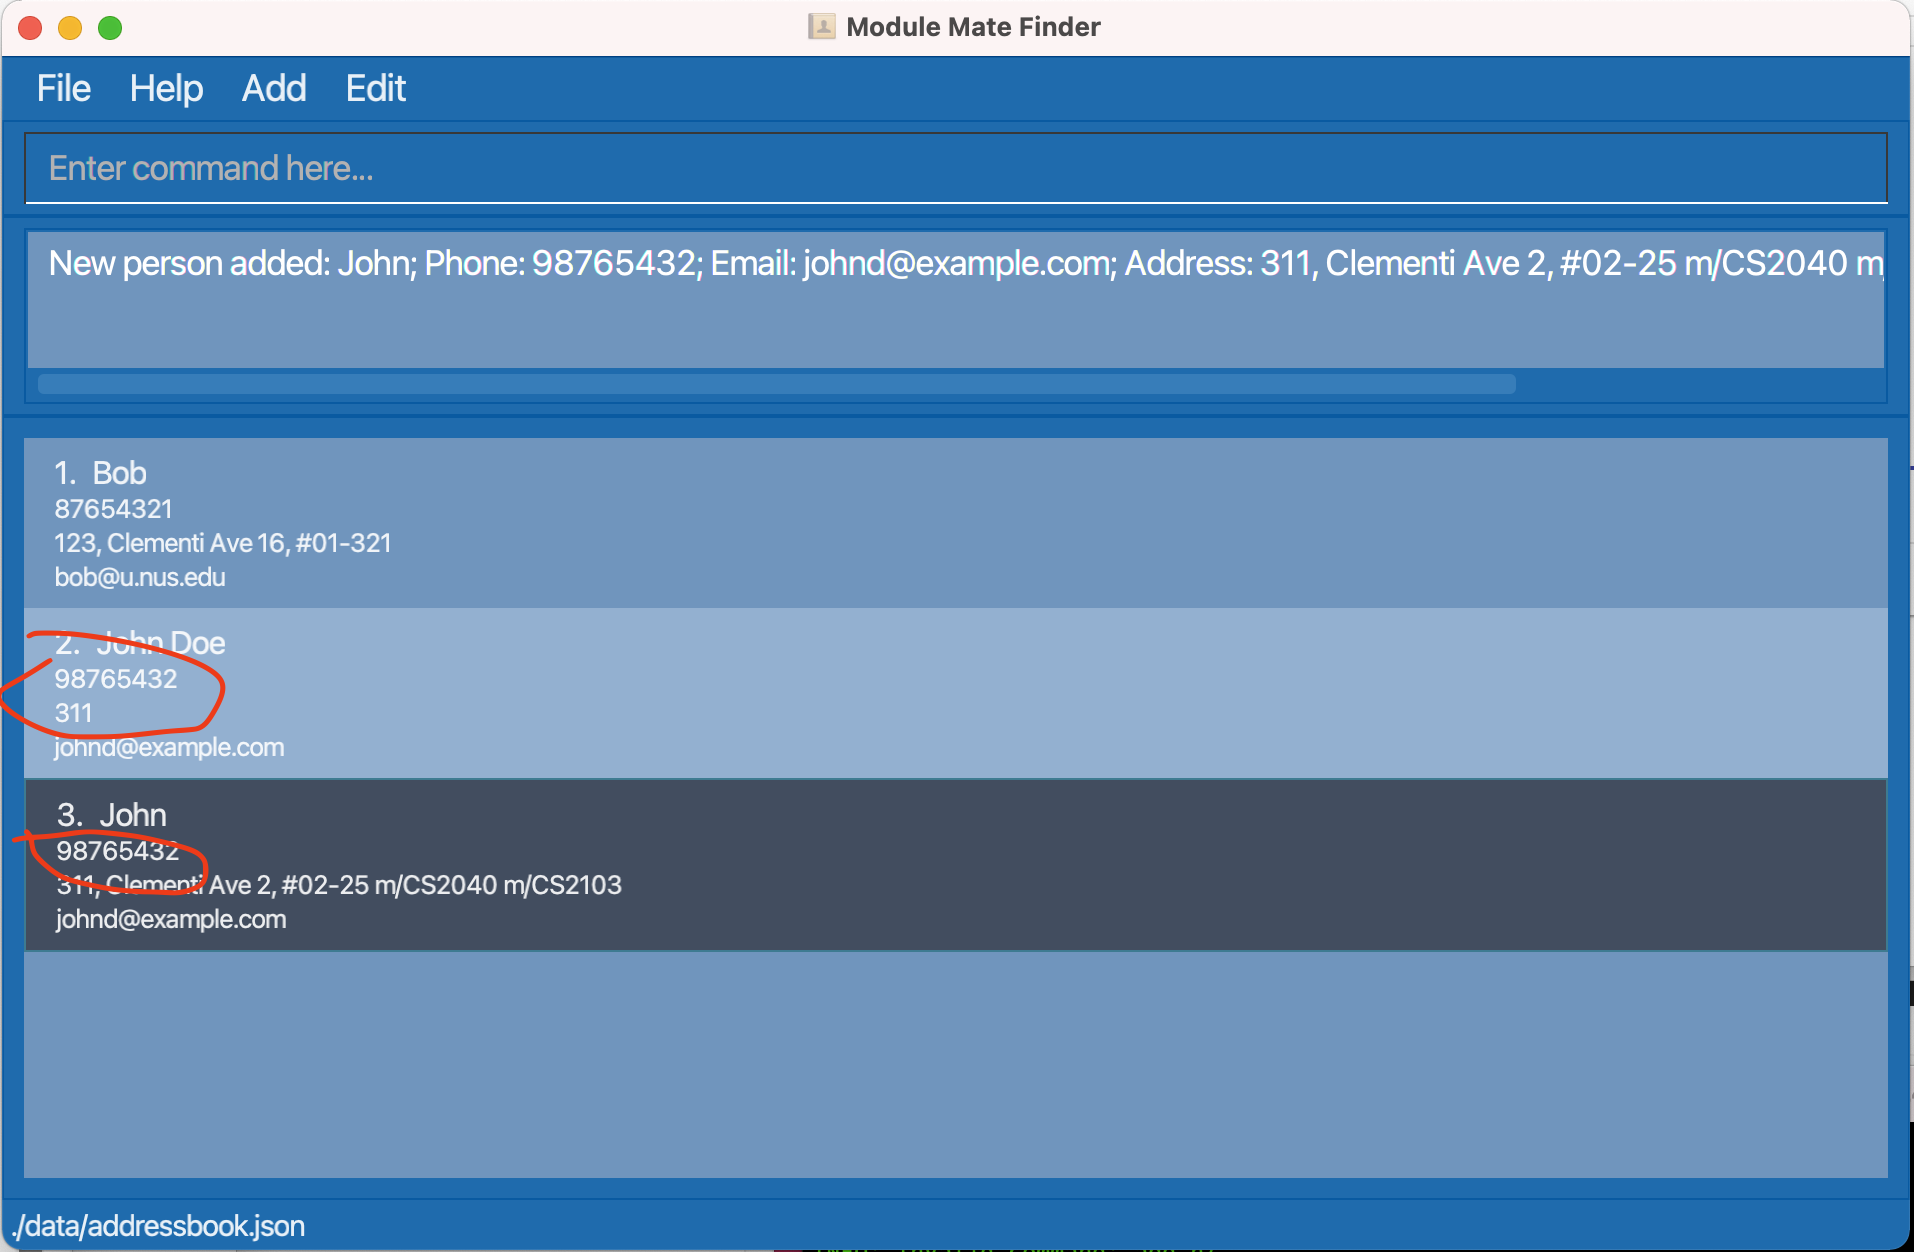 Module Mate Finder
File Help Add Edit
Enter command here...
New person added: John; Phone: 98765432; Email: johnd@example.com; Address: 311, Clementi Ave 2, #02-25 m/CS2040 m/
1. Bob
87654321
123, Clementi Ave 16, #01-321
bob@u.nus.edu
2. John Doe
98765432
311
johnd@example.com
3. John
98765432
311, Clementi Ave 2, #02-25 m/CS2040 m/CS2103
johnd@example.com
./data/addressbook.json